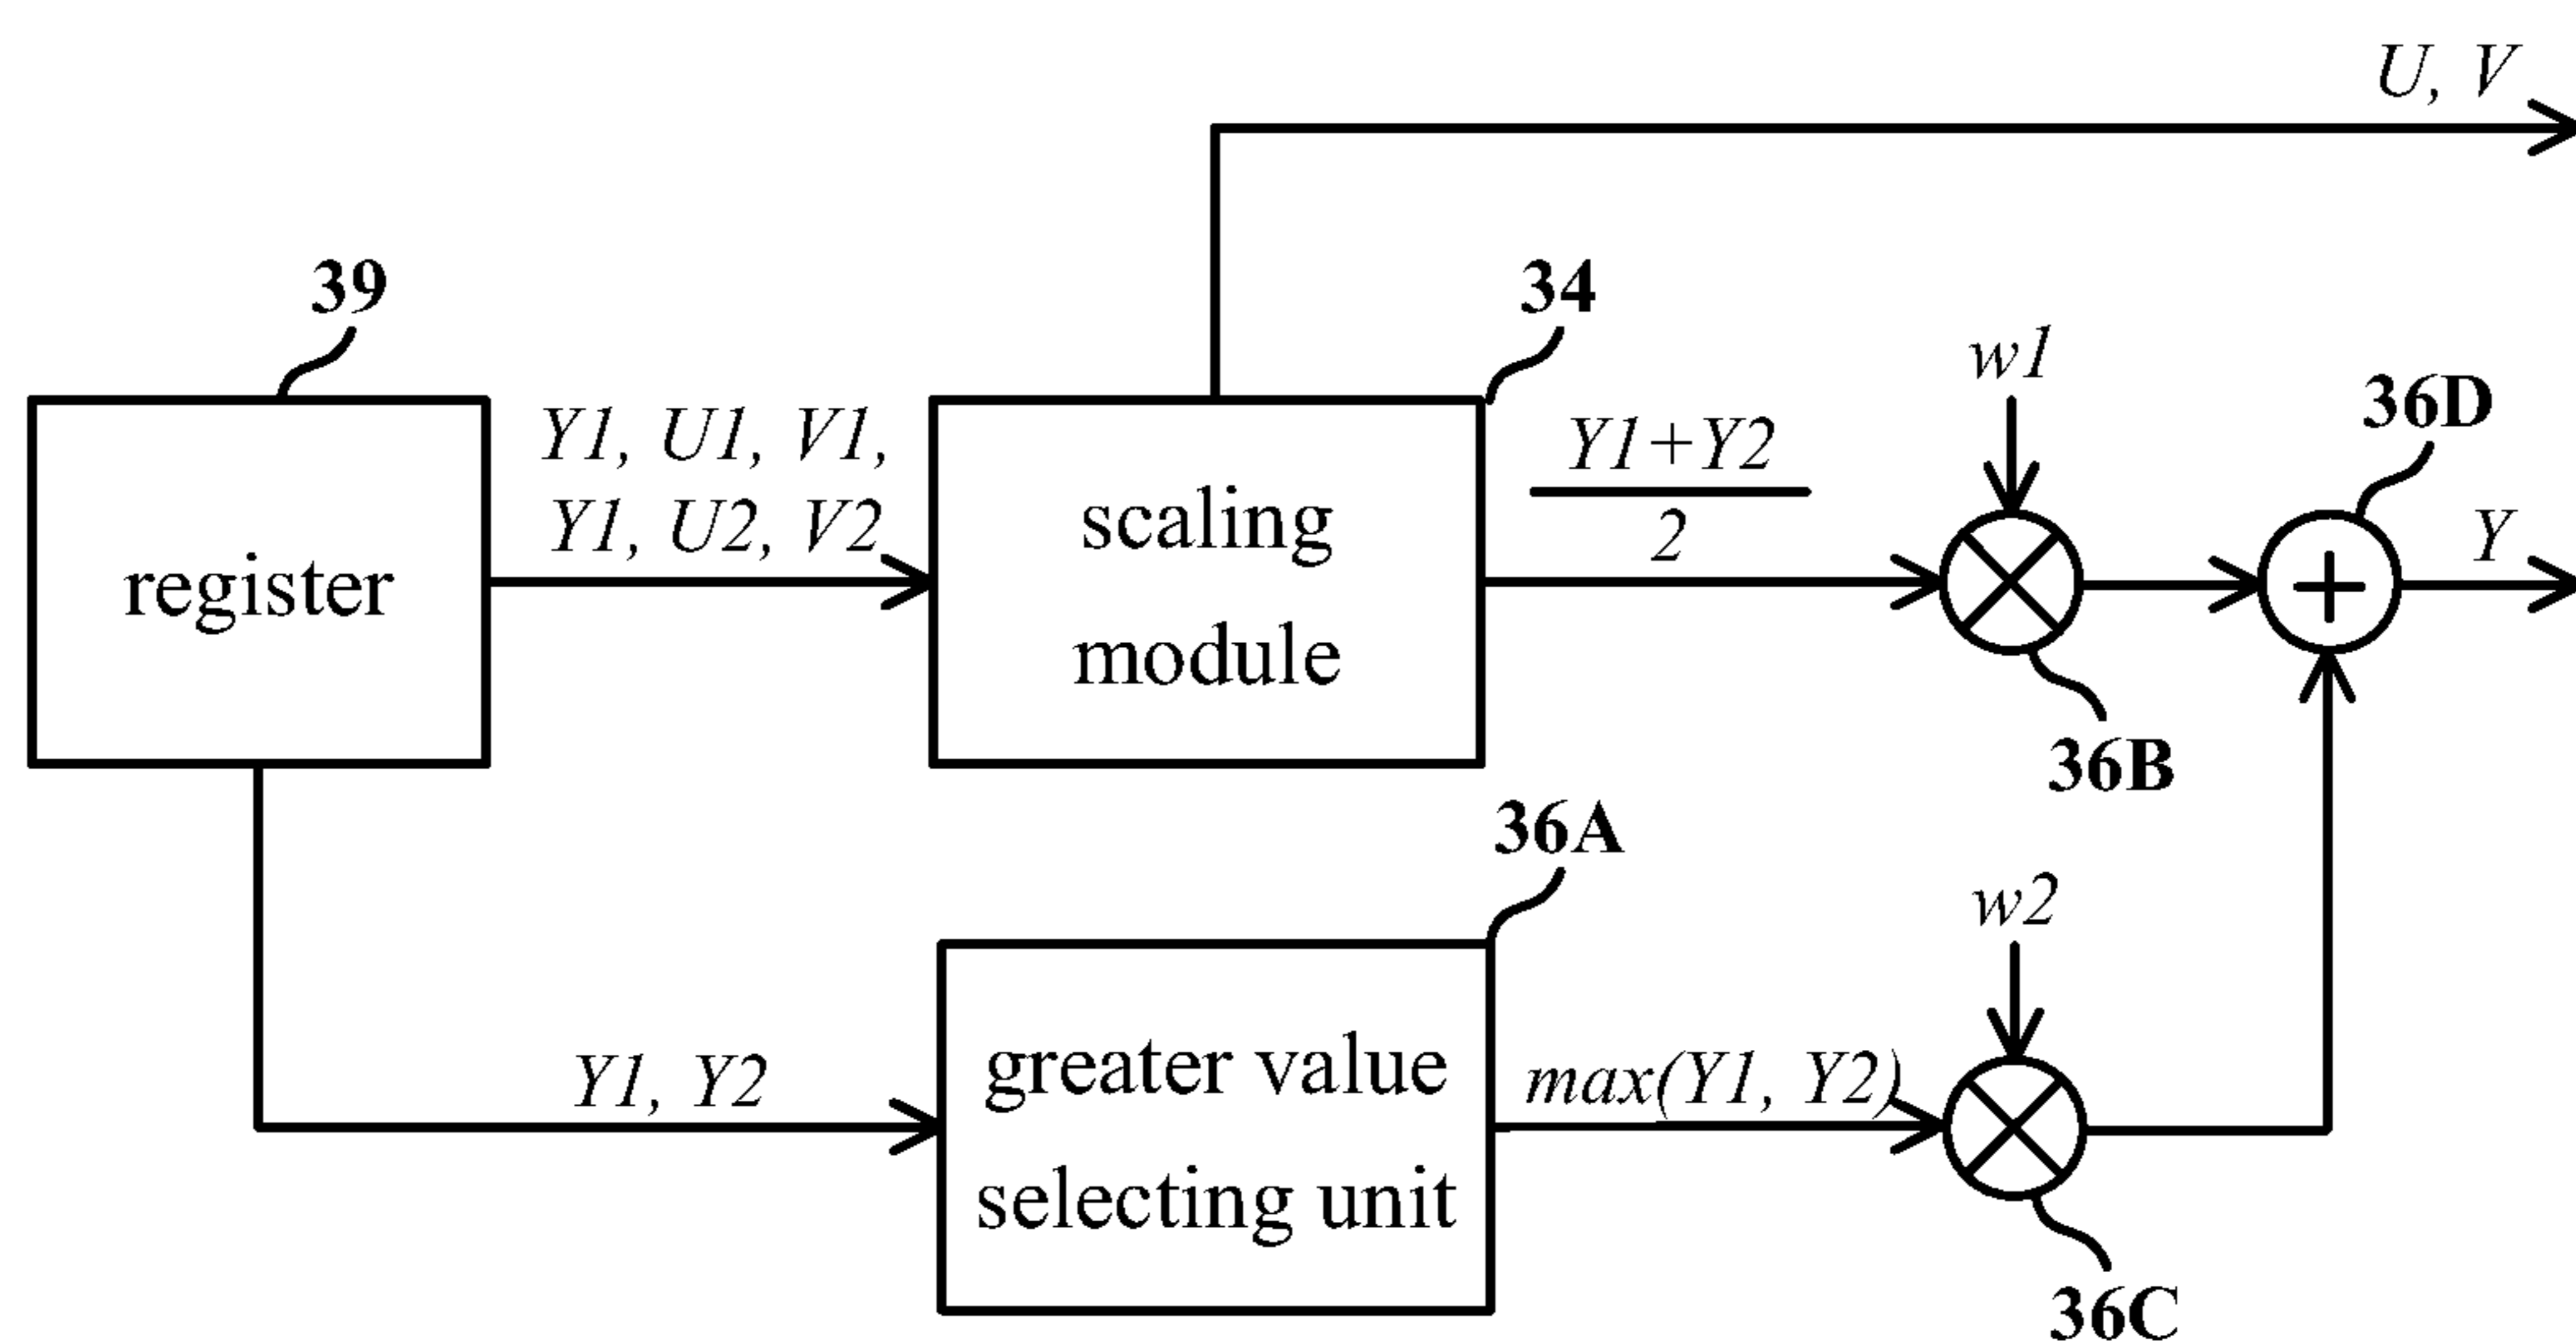 U, V
39
34
w1
36D
Y1, U1, V1,
Y1, U2, V2
Y1+Y2
2
Y
register
scaling
module
36B
36A
w2
Y1, Y2
greater value
selecting unit
max(Y1, Y2)
36C